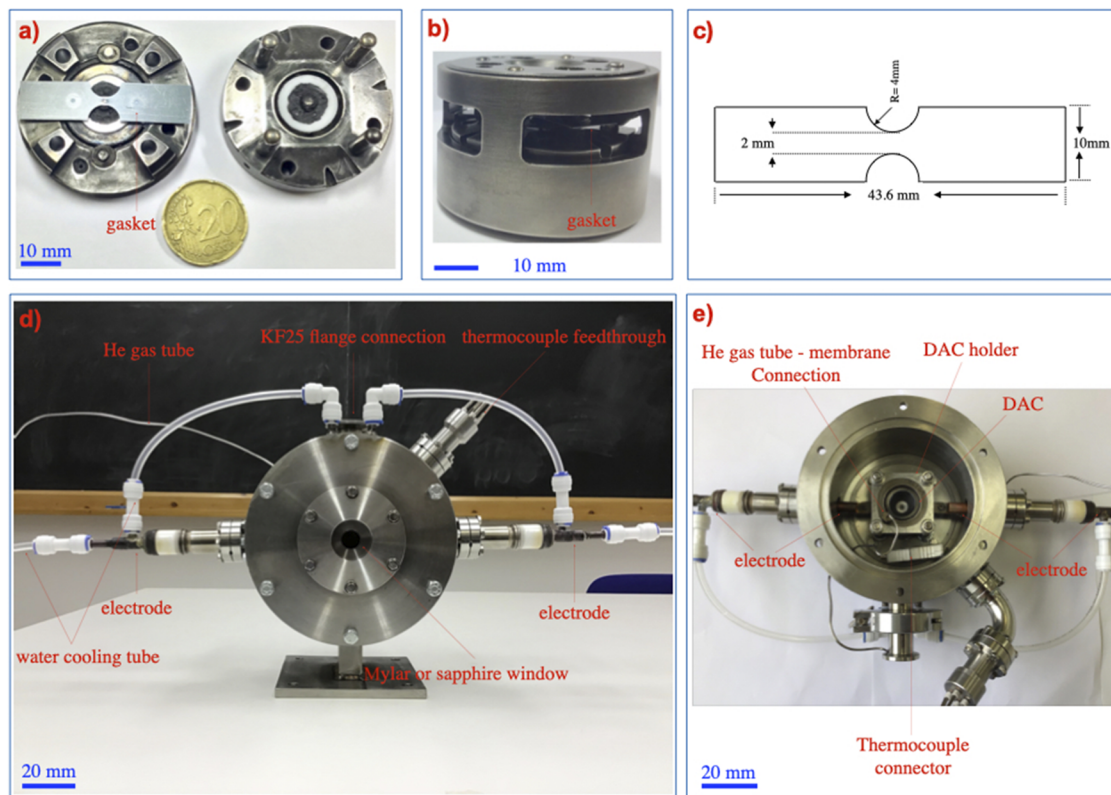 a)
gasket
20
10 mm
b)
gasket
10 mm
c)
R= 4mm
2 mm
10mm
43.6 mm
d)
KF25 flange connection
thermocouple feedthrough
He gas tube
electrode
electrode
water cooling tube
Mylar or sapphire window
20 mm
e)
He gas tube - membrane
Connection
DAC holder
DAC
electrode
electrode
Thermocouple
connector
20 mm